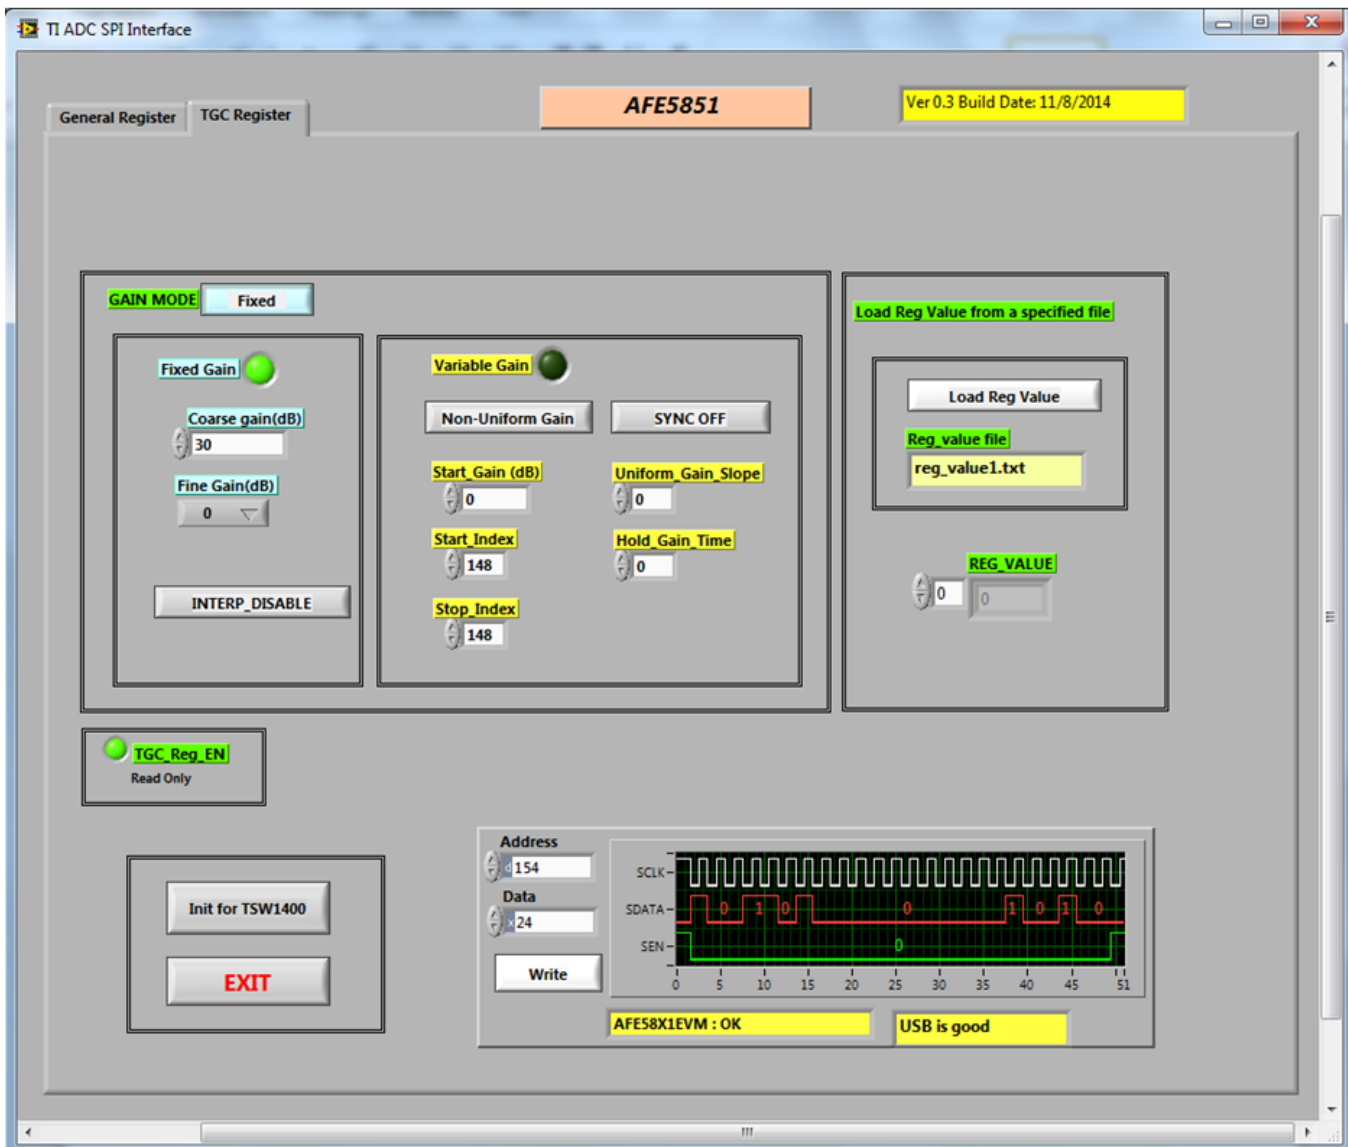 TI ADC SPI Interface
General Register
TGC Register
AFE5851
Ver 0.3 Build Date: 11/8/2014
GAIN MODE
Fixed
Fixed Gain
Coarse gain(dB)
30
Fine Gain(dB)
0
INTERP_DISABLE
Variable Gain
Non-Uniform Gain
SYNC OFF
Start_Gain (dB)
0
Uniform_Gain_Slope
0
Start_Index
148
Hold_Gain_Time
0
Stop_Index
148
Load Reg Value from a specified file
Load Reg Value
Reg_value file
reg_value1.txt
REG_VALUE
0
0
TGC_Reg_EN
Read Only
Init for TSW1400
EXIT
Address
d 154
Data
x 24
Write
SCLK
SDATA
0 1 0 0 1 0 1 0
SEN
0
0 5 10 15 20 25 30 35 40 45 51
AFE58X1EVM : OK
USB is good